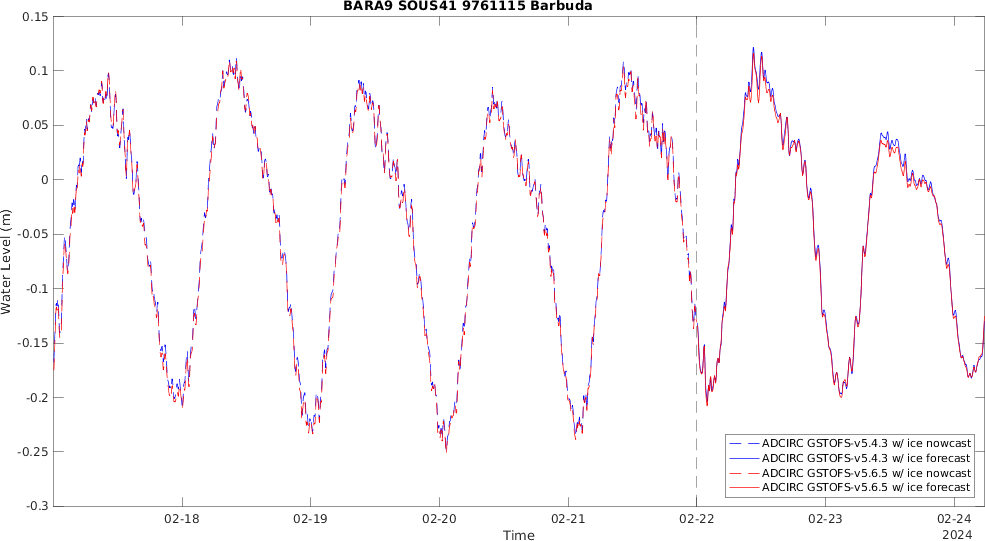 BARA9 SOUS41 9761115 Barbuda
0.15
0.1
0.05
0
-0.05
-0.1
-0.15
-0.2
-0.25
-0.3
Water Level (m)
ADCIRC GSTOFS-v5.4.3 w/ ice nowcast
ADCIRC GSTOFS-v5.4.3 w/ ice forecast
ADCIRC GSTOFS-v5.6.5 w/ ice nowcast
ADCIRC GSTOFS-v5.6.5 w/ ice forecast
02-18 02-19 02-20 02-21 02-22 02-23 02-24
Time 2024